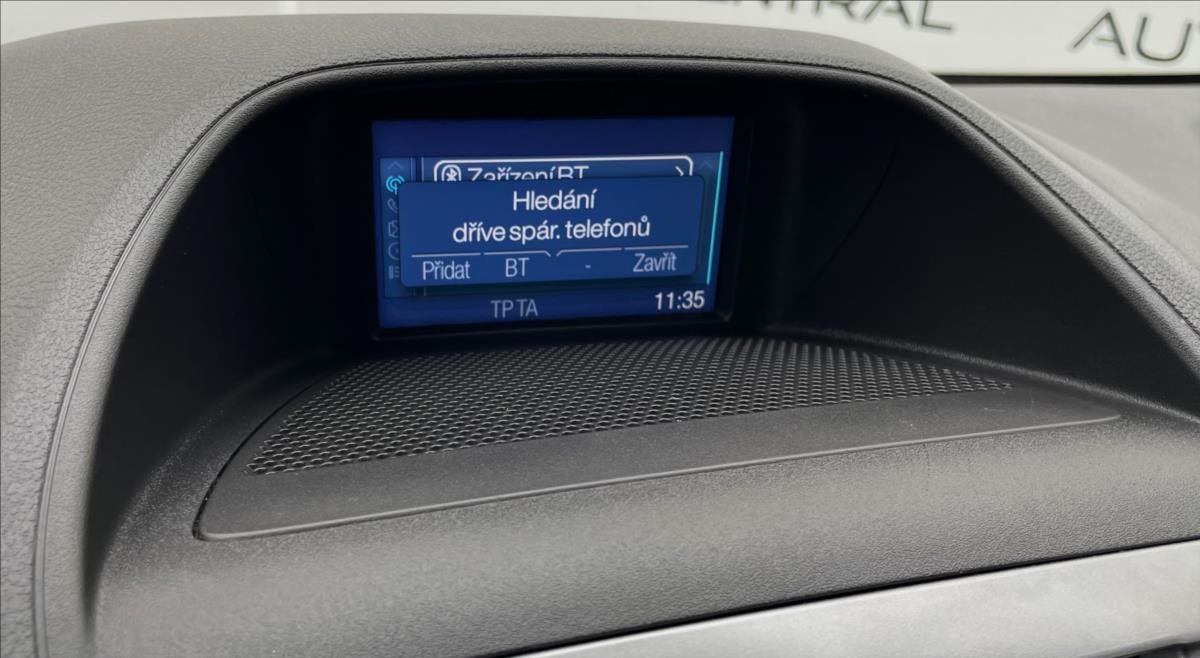 Zařízení BT
Hledání
dříve spár. telefonů
Přidat BT - Zavřít
TP TA
11:35